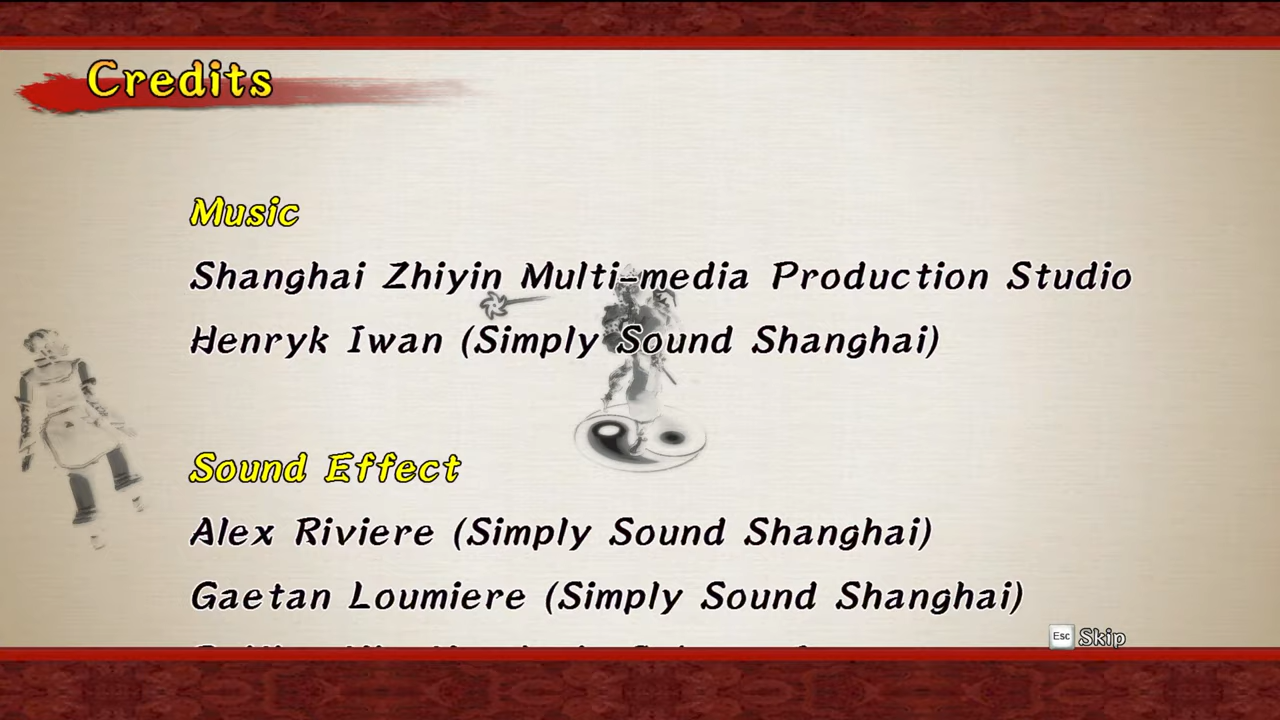 Credits
Music
Shanghai Zhiyin Multi-media Production Studio
Henryk Iwan (Simply Sound Shanghai)
Sound Effect
Alex Riviere (Simply Sound Shanghai)
Gaetan Loumiere (Simply Sound Shanghai)
Esc Skip